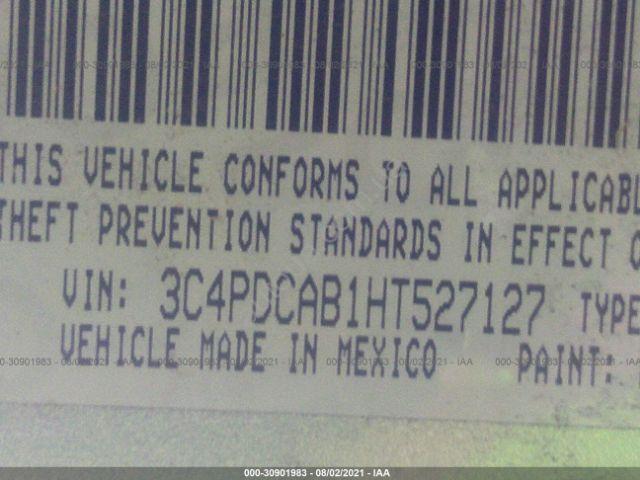 THIS VEHICLE CONFORMS TO ALL APPLICABL
THEFT PREVENTION STANDARDS IN EFFECT O
VIN: 3C4PDCAB1HT527127 TYPE
VEHICLE MADE IN MEXICO PAINT:
000-30901983 - 08/02/2021 - IAA